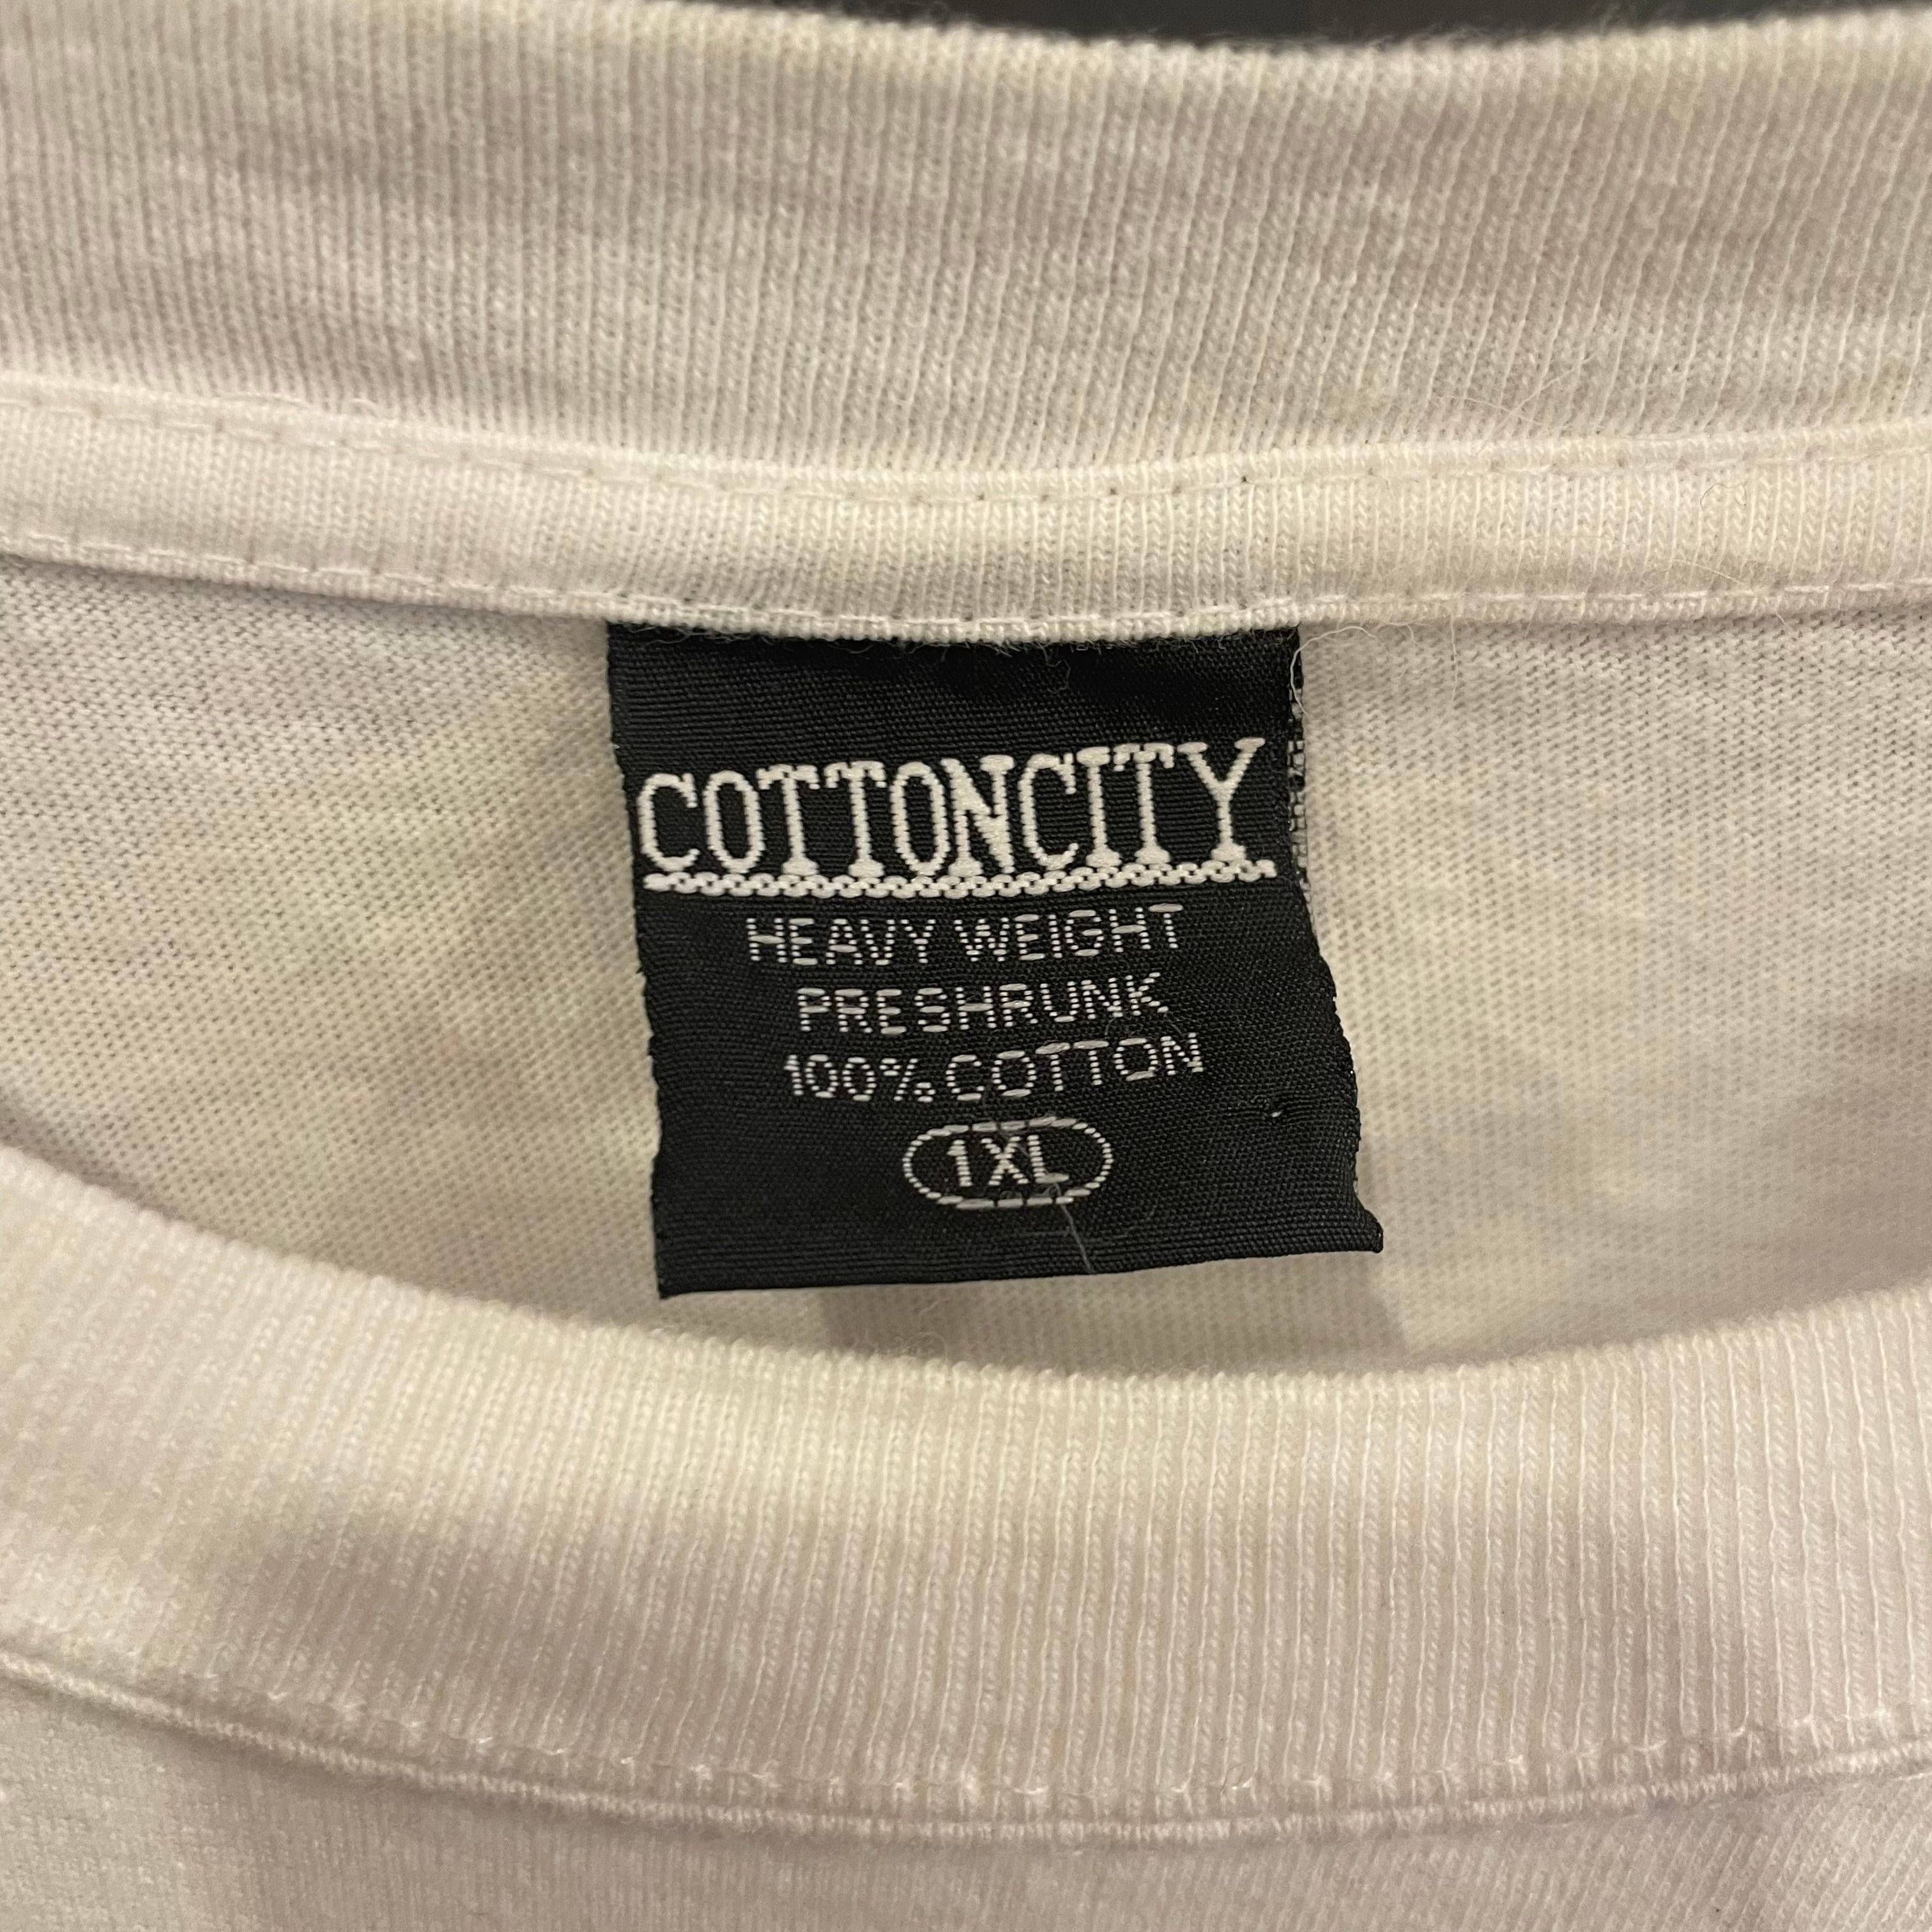 COTTONCITY
HEAVY WEIGHT
PRESHRUNK
100% COTTON
1XL